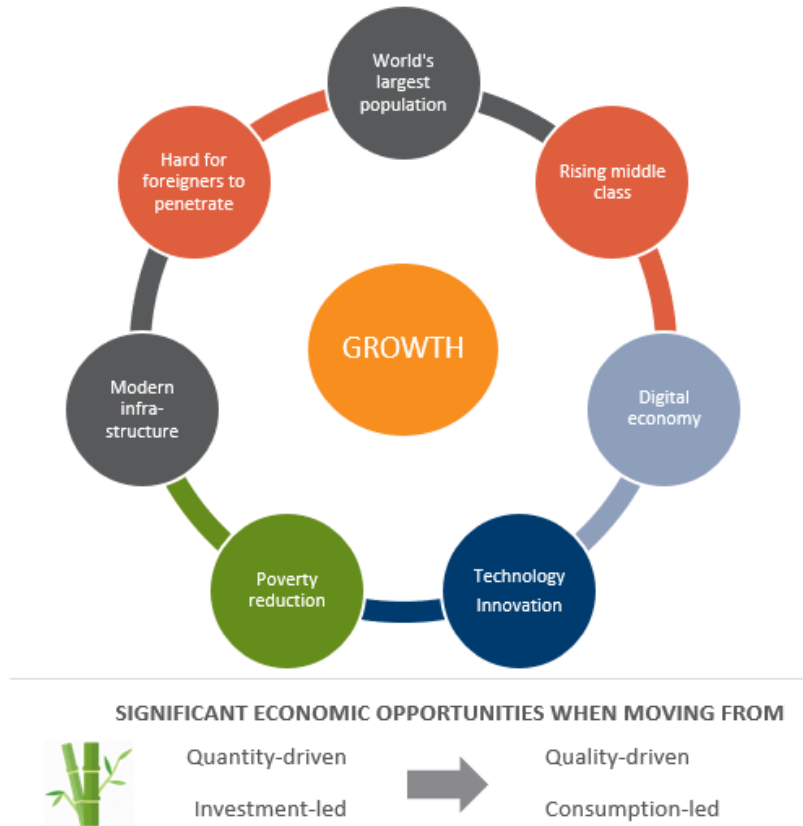 World's
largest
population
Rising middle
class
Digital
economy
Technology
Innovation
Poverty
reduction
Modern
infra-
structure
Hard for
foreigners to
penetrate
GROWTH
SIGNIFICANT ECONOMIC OPPORTUNITIES WHEN MOVING FROM
Quantity-driven
Quality-driven
Investment-led
Consumption-led